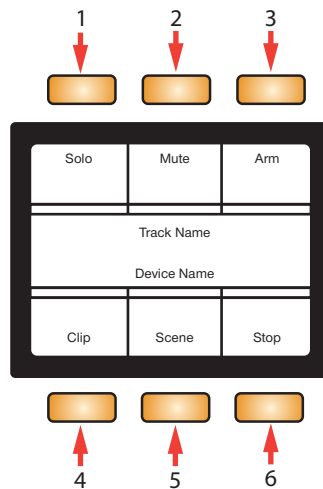 1 2 3
Solo Mute Arm
Track Name
Device Name
Clip Scene Stop
4 5 6